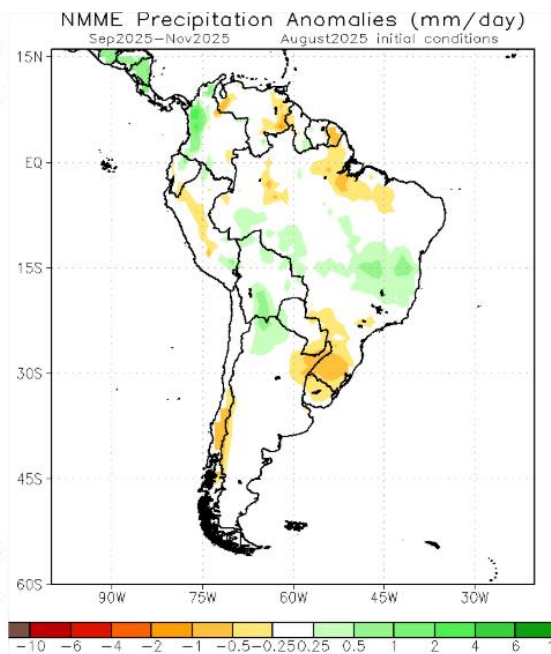 NMME Precipitation Anomalies (mm/day)
Sep2025-Nov2025 August2025 initial conditions
15N
EQ
15S
30S
45S
60S
90W 75W 60W 45W 30W
-10 -6 -4 -2 -1 -0.5 -0.25 0.25 0.5 1 2 4 6